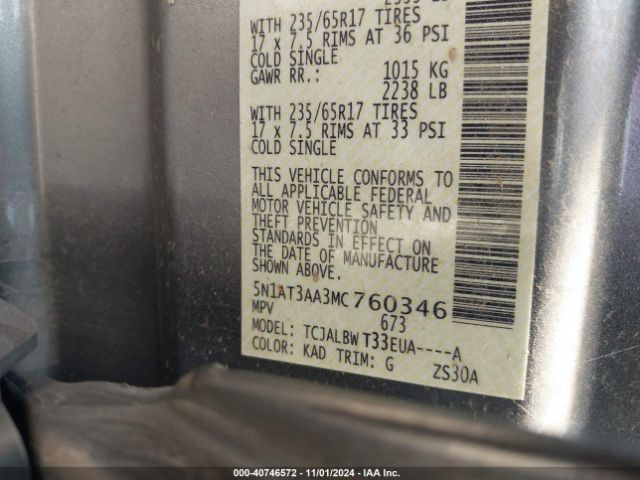 WITH 235/65R17 TIRES
17 x 7.5 RIMS AT 36 PSI
COLD SINGLE
GAWR RR.: 1015 KG
2238 LB
WITH 235/65R17 TIRES
17 x 7.5 RIMS AT 33 PSI
COLD SINGLE
THIS VEHICLE CONFORMS TO
ALL APPLICABLE FEDERAL
MOTOR VEHICLE SAFETY AND
THEFT PREVENTION
STANDARDS IN EFFECT ON
THE DATE OF MANUFACTURE
SHOWN ABOVE.
5N1AT3AA3MC760346
MPV 673
MODEL: TCJALBW T33EUA----A
COLOR: KAD TRIM: G ZS30A
000-40746572 - 11/01/2024 - IAA Inc.